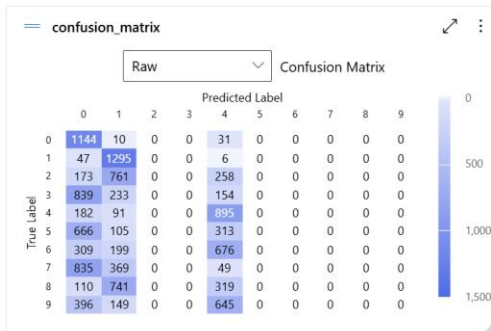 confusion_matrix
Raw Confusion Matrix
Predicted Label
0 1 2 3 4 5 6 7 8 9
True Label
0 1144 10 0 0 31 0 0 0 0 0
1 47 1295 0 0 6 0 0 0 0 0
2 173 761 0 0 258 0 0 0 0 0
3 839 233 0 0 154 0 0 0 0 0
4 182 91 0 0 895 0 0 0 0 0
5 666 105 0 0 313 0 0 0 0 0
6 309 199 0 0 676 0 0 0 0 0
7 835 369 0 0 49 0 0 0 0 0
8 110 741 0 0 319 0 0 0 0 0
9 396 149 0 0 645 0 0 0 0 0
0
500
1,000
1,500